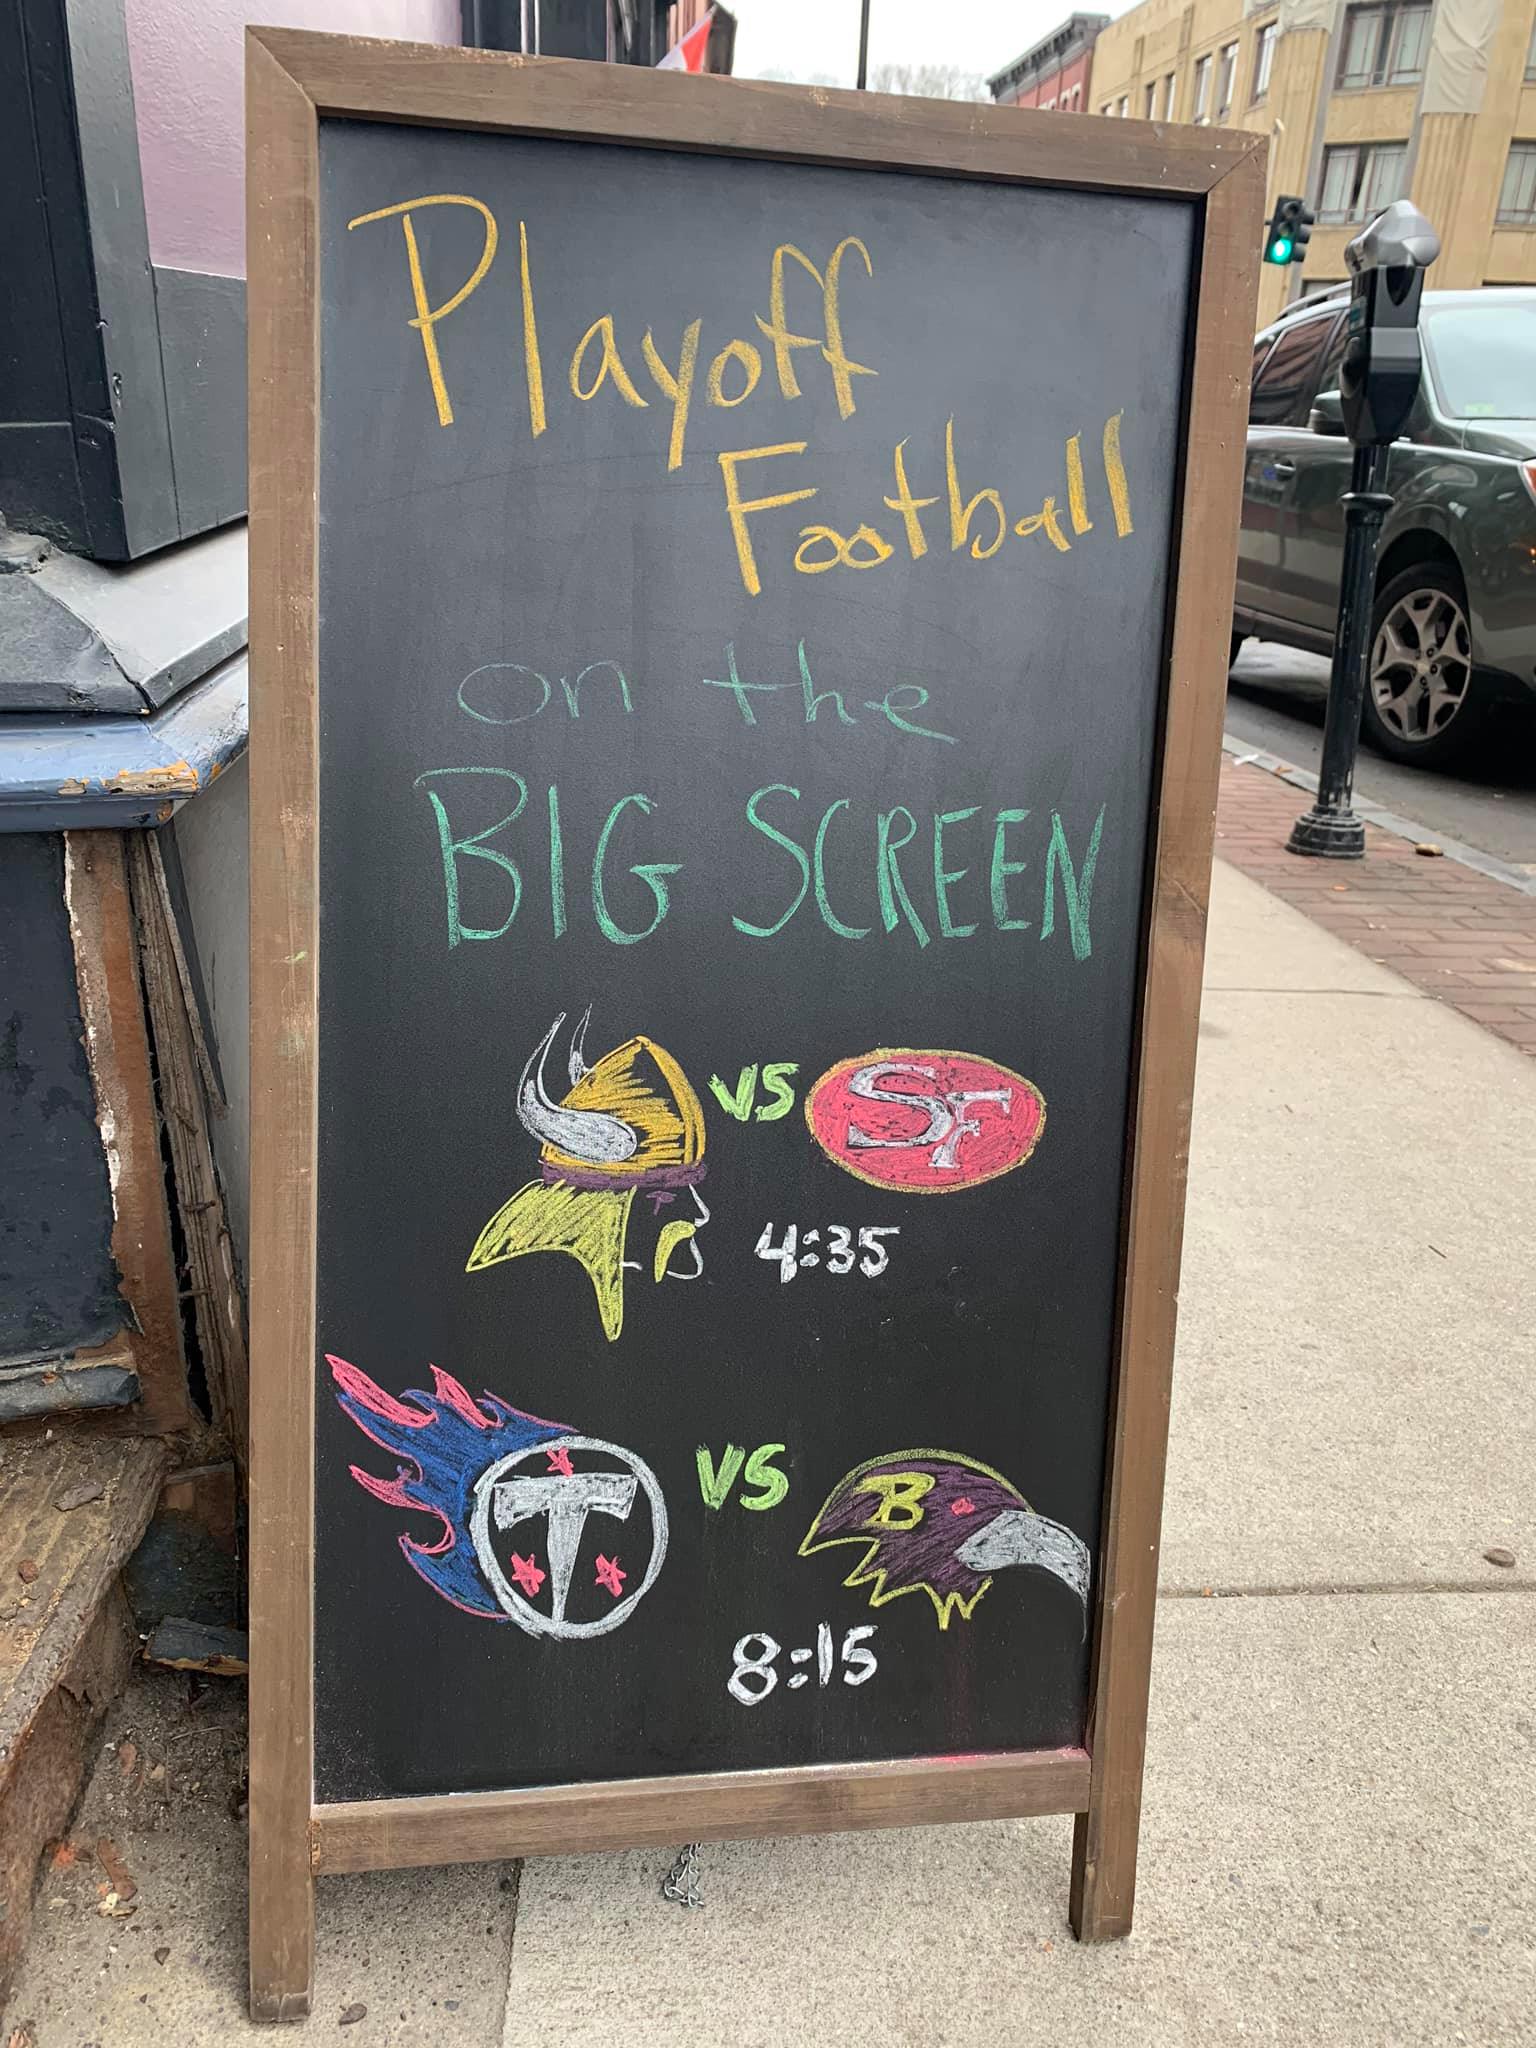 Playoff
Football
on the
BIG SCREEN
VS SF
4:35
T VS B
8:15